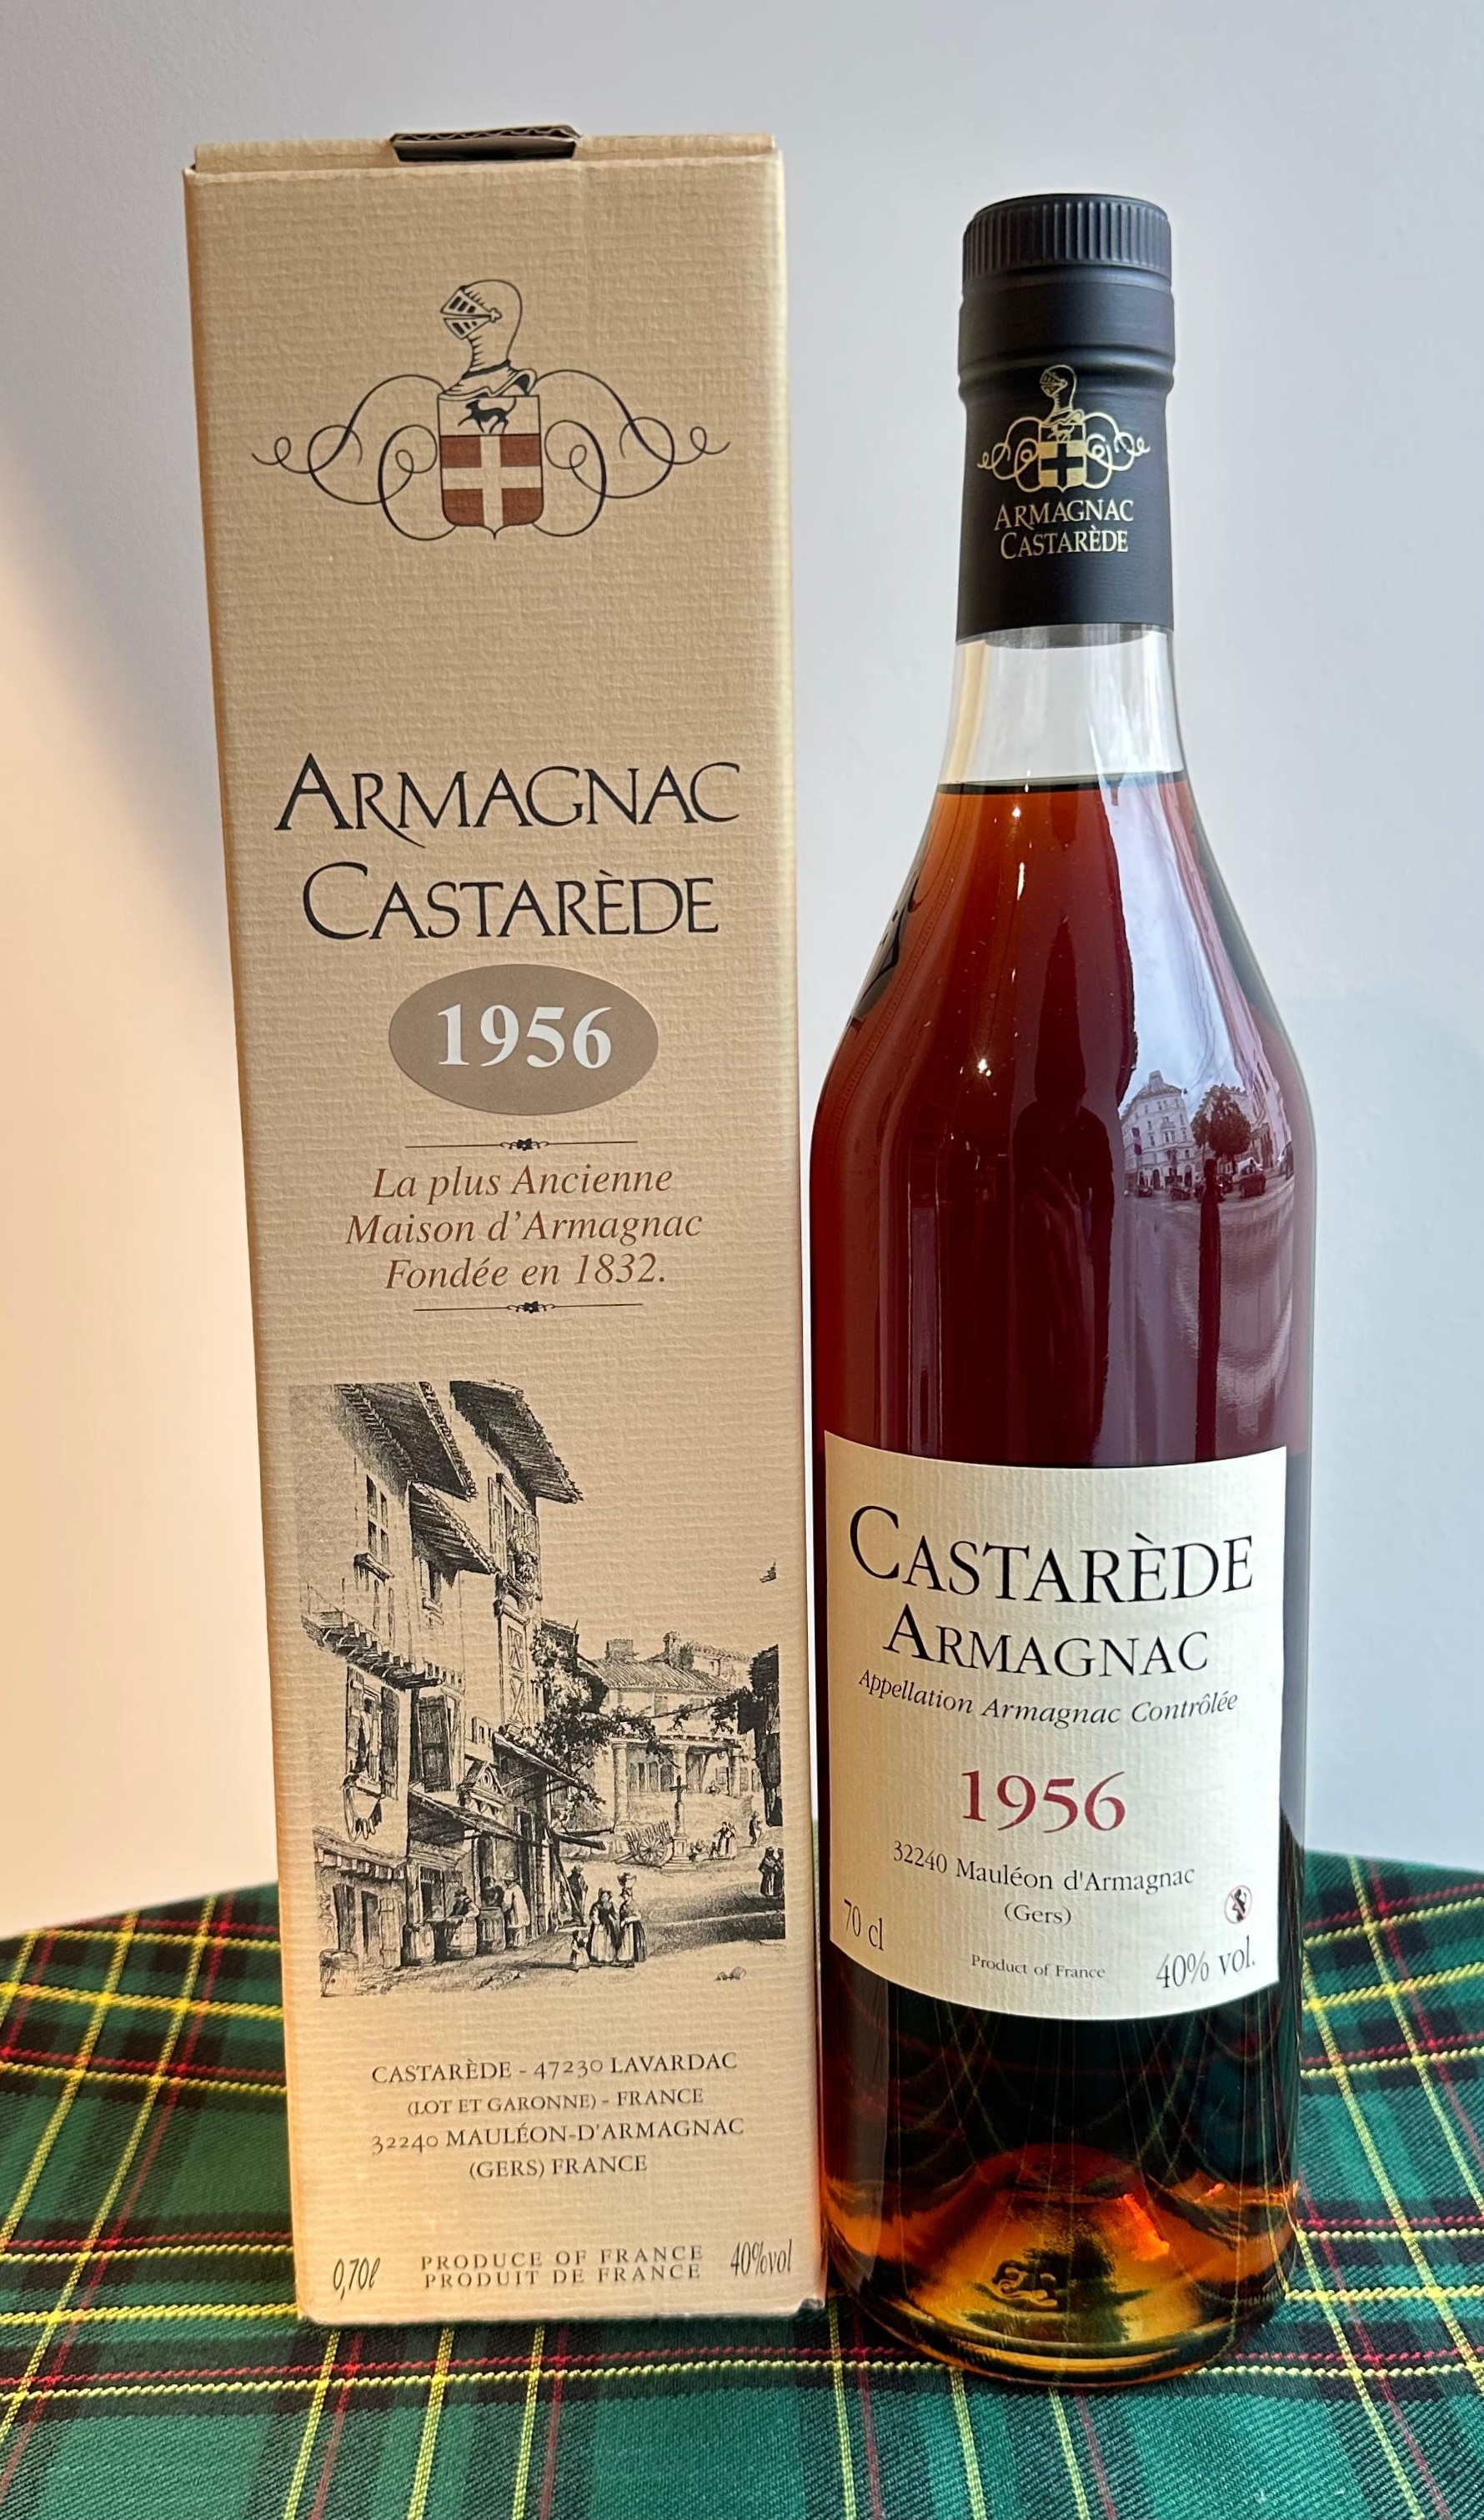 ARMAGNAC
CASTARÈDE
1956
La plus Ancienne
Maison d'Armagnac
Fondée en 1832.
CASTARÈDE - 47230 LAVARDAC
(LOT ET GARONNE) - FRANCE
32240 MAULÉON-D'ARMAGNAC
(GERS) FRANCE
0,70l
PRODUCE OF FRANCE
PRODUIT DE FRANCE
40%vol
ARMAGNAC
CASTARÈDE
CASTARÈDE
ARMAGNAC
Appellation Armagnac Contrôlée
1956
32240 Mauléon d'Armagnac
(Gers)
70 cl
Product of France
40% vol.